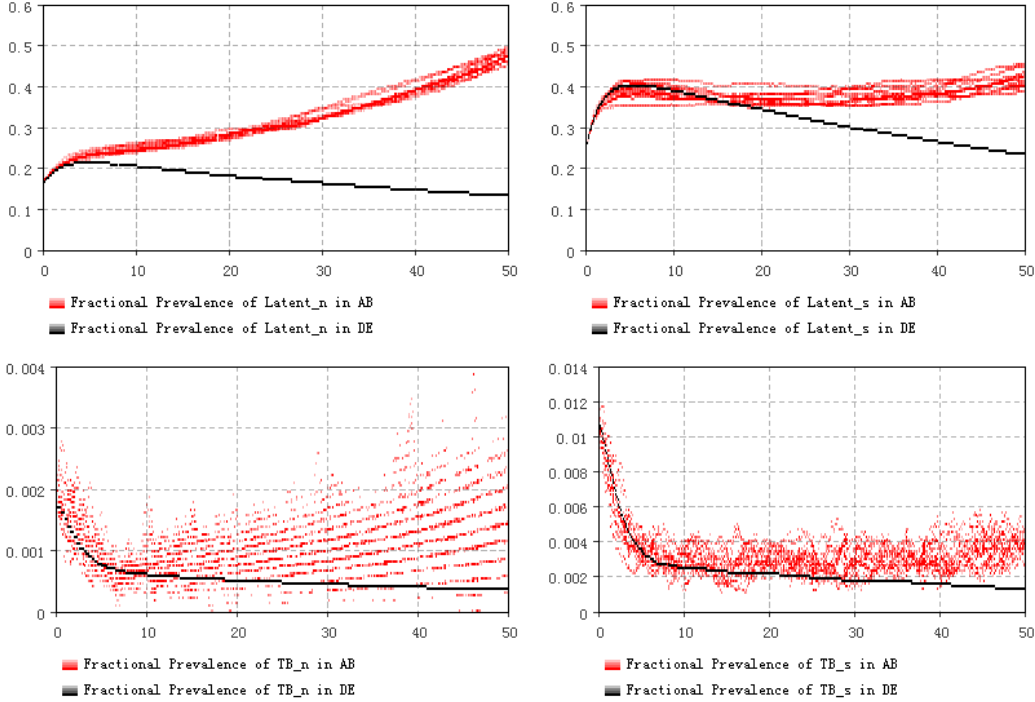 0.6
0.5
0.4
0.3
0.2
0.1
0
0 10 20 30 40 50
Fractional Prevalence of Latent_n in AB
Fractional Prevalence of Latent_n in DE
0.6
0.5
0.4
0.3
0.2
0.1
0
0 10 20 30 40 50
Fractional Prevalence of Latent_s in AB
Fractional Prevalence of Latent_s in DE
0.004
0.003
0.002
0.001
0
0 10 20 30 40 50
Fractional Prevalence of TB_n in AB
Fractional Prevalence of TB_n in DE
0.014
0.012
0.01
0.008
0.006
0.004
0.002
0
0 10 20 30 40 50
Fractional Prevalence of TB_s in AB
Fractional Prevalence of TB_s in DE